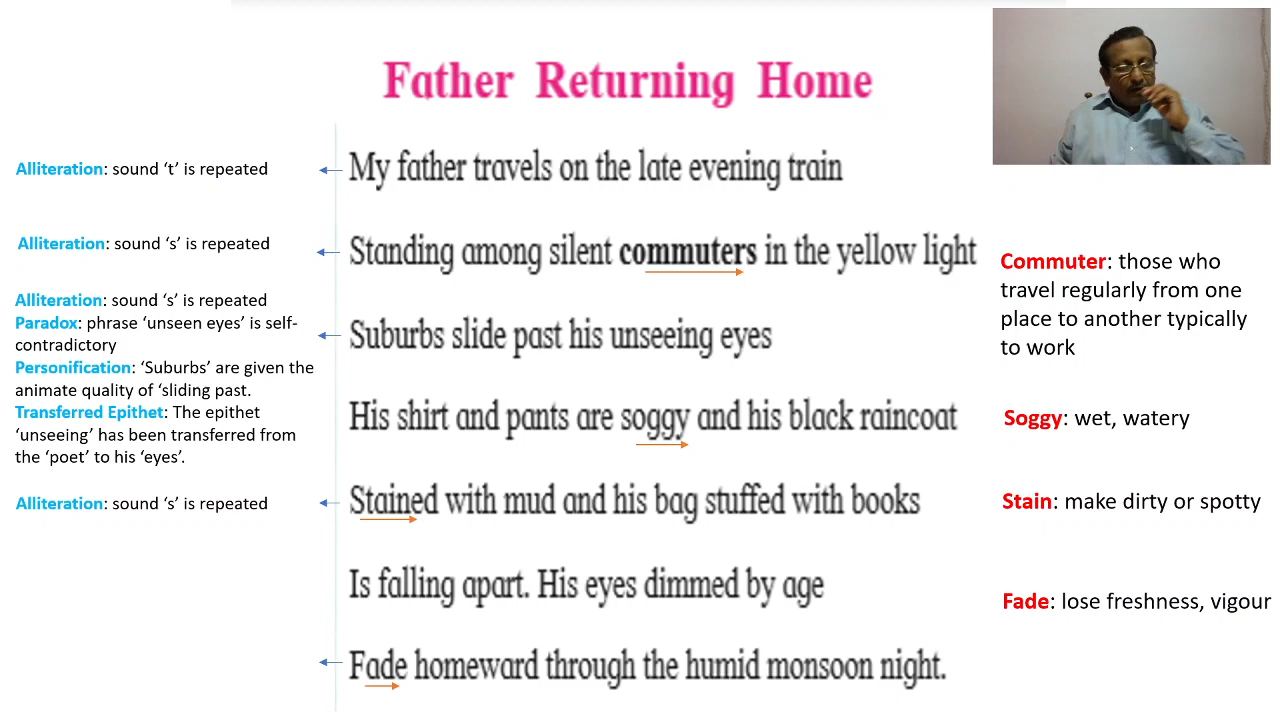 Father Returning Home
Alliteration: sound ‘t’ is repeated
My father travels on the late evening train
Alliteration: sound ‘s’ is repeated
Standing among silent commuters in the yellow light
Commuter: those who
travel regularly from one
place to another typically
to work
Alliteration: sound ‘s’ is repeated
Paradox: phrase ‘unseen eyes’ is self-
contradictory
Personification: ‘Suburbs’ are given the
animate quality of ‘sliding past.
Transferred Epithet: The epithet
‘unseeing’ has been transferred from
the ‘poet’ to his ‘eyes’.
Suburbs slide past his unseeing eyes
His shirt and pants are soggy and his black raincoat
Soggy: wet, watery
Alliteration: sound ‘s’ is repeated
Stained with mud and his bag stuffed with books
Stain: make dirty or spotty
Is falling apart. His eyes dimmed by age
Fade: lose freshness, vigour
Fade homeward through the humid monsoon night.